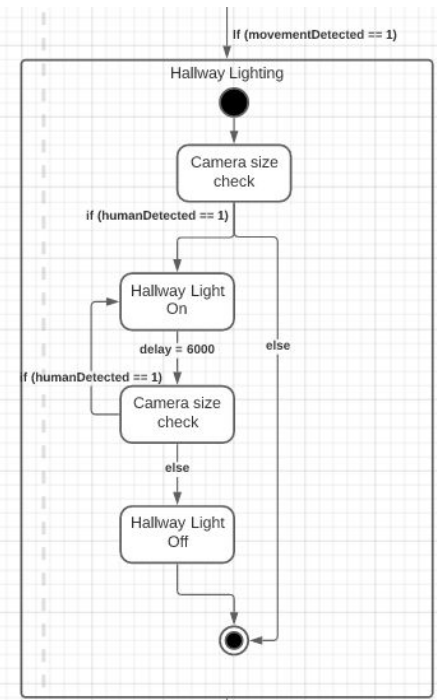 If (movementDetected == 1)
Hallway Lighting
Camera size
check
if (humanDetected == 1)
Hallway Light
On
else
delay = 6000
if (humanDetected == 1)
Camera size
check
else
Hallway Light
Off